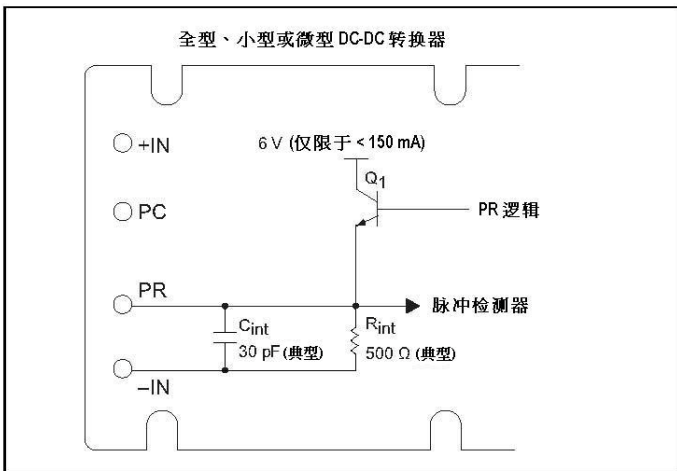 全型、小型或微型 DC-DC 转换器
+IN
6 V (仅限于 < 150 mA)
Q1
PC
PR 逻辑
PR
脉冲检测器
Cint
30 pF (典型)
Rint
500 Ω (典型)
–IN